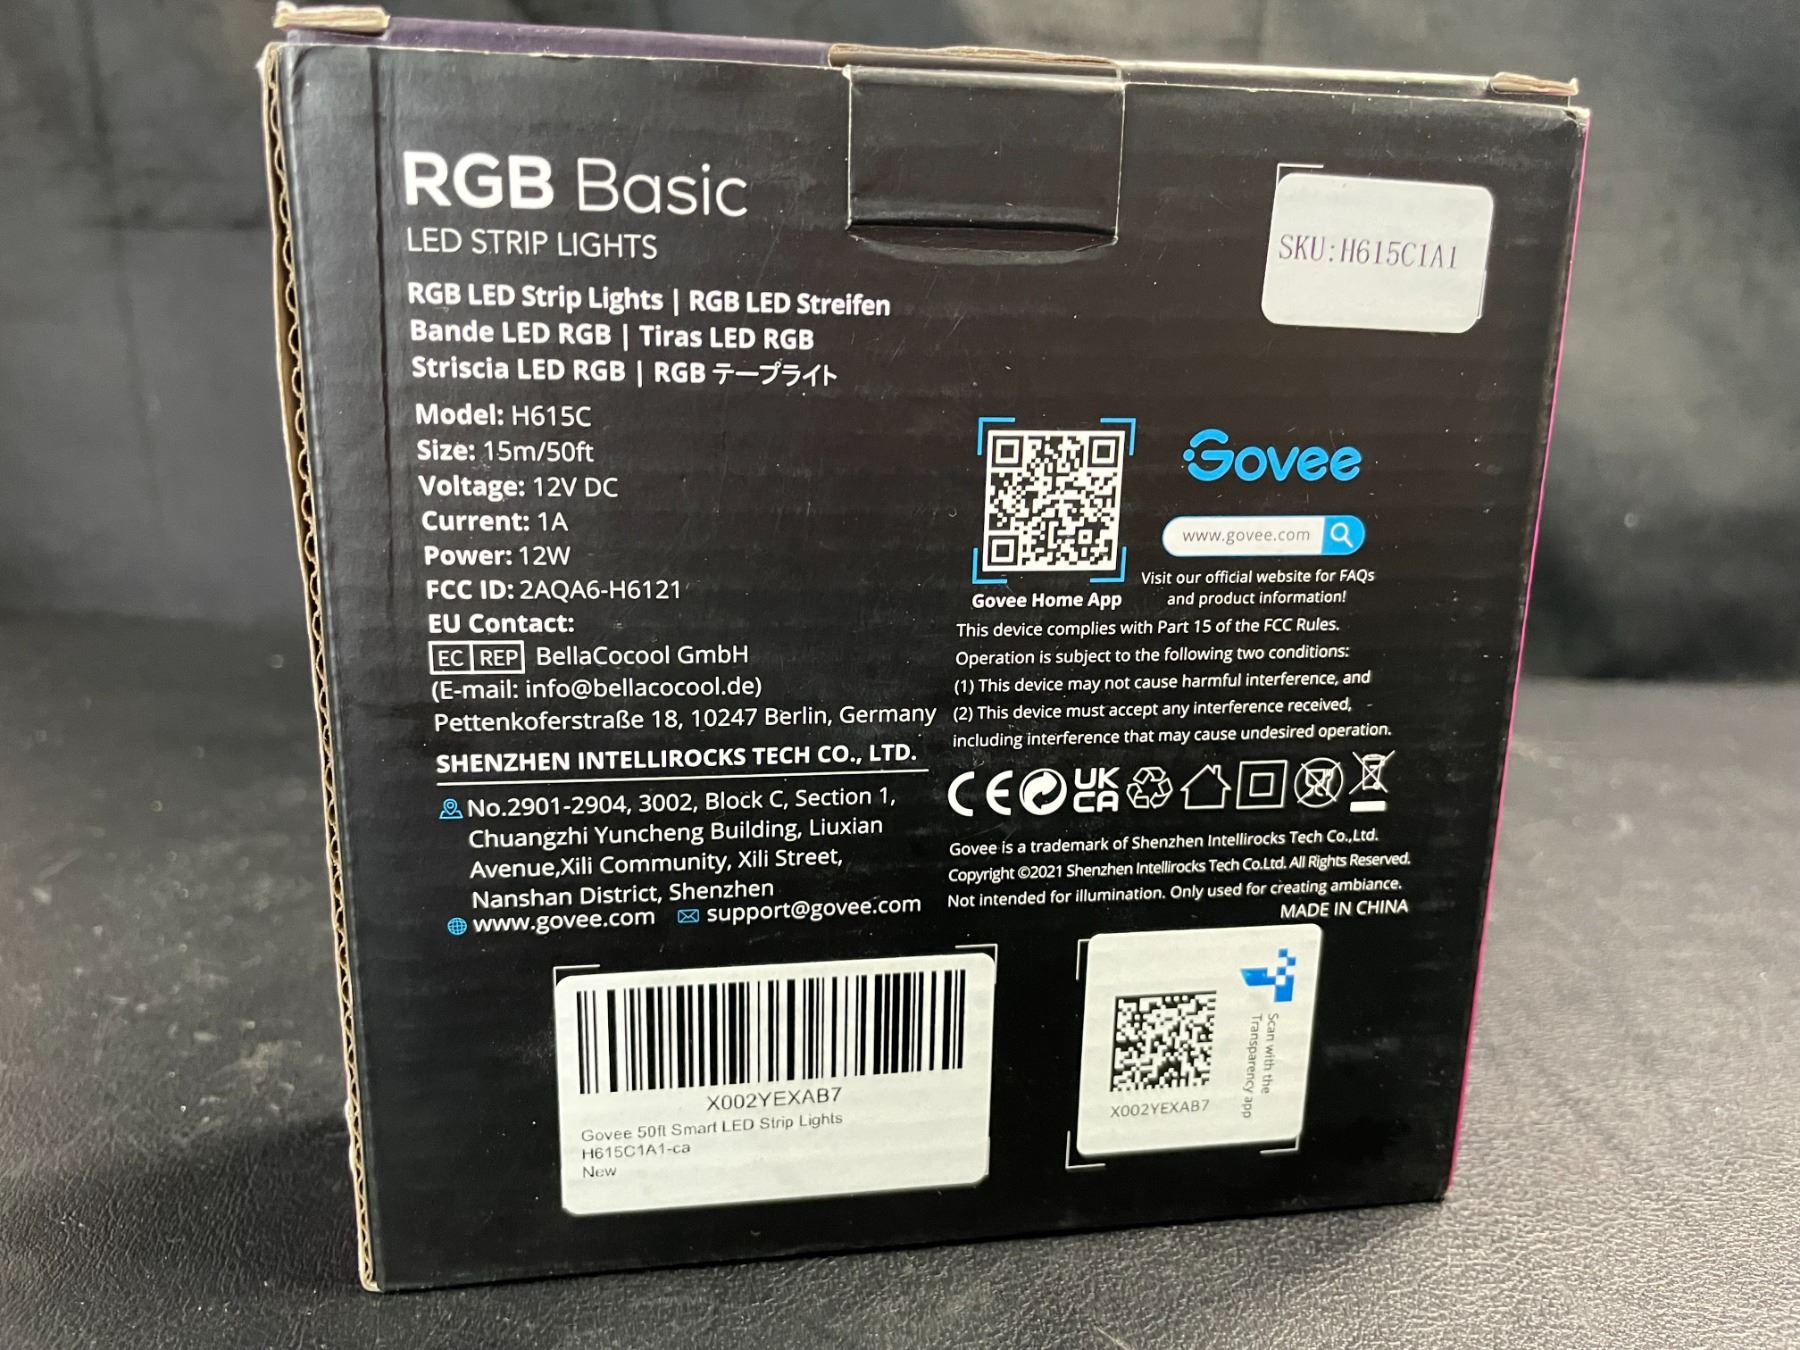 RGB Basic
LED STRIP LIGHTS
RGB LED Strip Lights | RGB LED Streifen
Bande LED RGB | Tiras LED RGB
Striscia LED RGB | RGB テープライト
Model: H615C
Size: 15m/50ft
Voltage: 12V DC
Current: 1A
Power: 12W
FCC ID: 2AQA6-H6121
EU Contact:
EC REP BellaCocool GmbH
(E-mail: info@bellacocool.de)
Pettenkoferstraße 18, 10247 Berlin, Germany
SHENZHEN INTELLIROCKS TECH CO., LTD.
No.2901-2904, 3002, Block C, Section 1,
Chuangzhi Yuncheng Building, Liuxian
Avenue,Xili Community, Xili Street,
Nanshan District, Shenzhen
www.govee.com support@govee.com
SKU:H615C1A1
Govee Home App
Govee
www.govee.com
Visit our official website for FAQs
and product information!
This device complies with Part 15 of the FCC Rules.
Operation is subject to the following two conditions:
(1) This device may not cause harmful interference, and
(2) This device must accept any interference received,
including interference that may cause undesired operation.
CE UK
CA
Govee is a trademark of Shenzhen Intellirocks Tech Co.,Ltd.
Copyright ©2021 Shenzhen Intellirocks Tech Co.Ltd. All Rights Reserved.
Not intended for illumination. Only used for creating ambiance.
MADE IN CHINA
X002YEXAB7
Govee 50ft Smart LED Strip Lights
H615C1A1-ca
New
X002YEXAB7
Scan with the
Transparency app